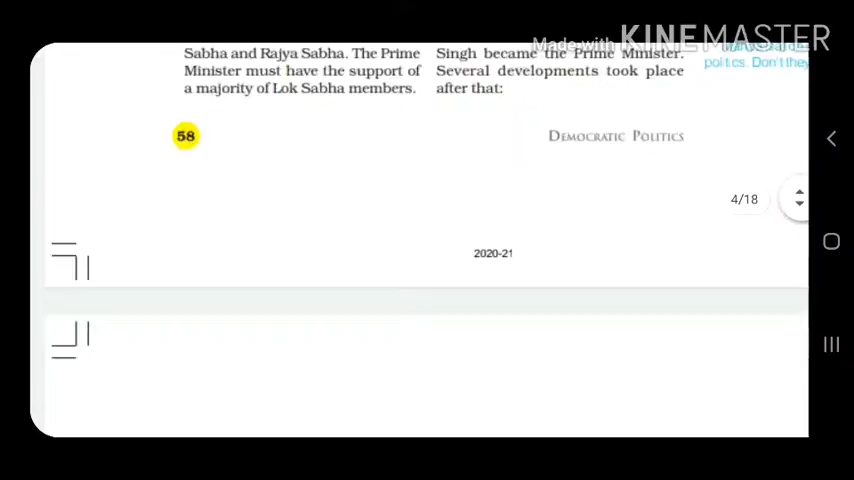 Made with KINEMASTER
Sabha and Rajya Sabha. The Prime
Minister must have the support of
a majority of Lok Sabha members.
Singh became the Prime Minister.
Several developments took place
after that:
politics. Don't they
58
DEMOCRATIC POLITICS
4/18
2020-21